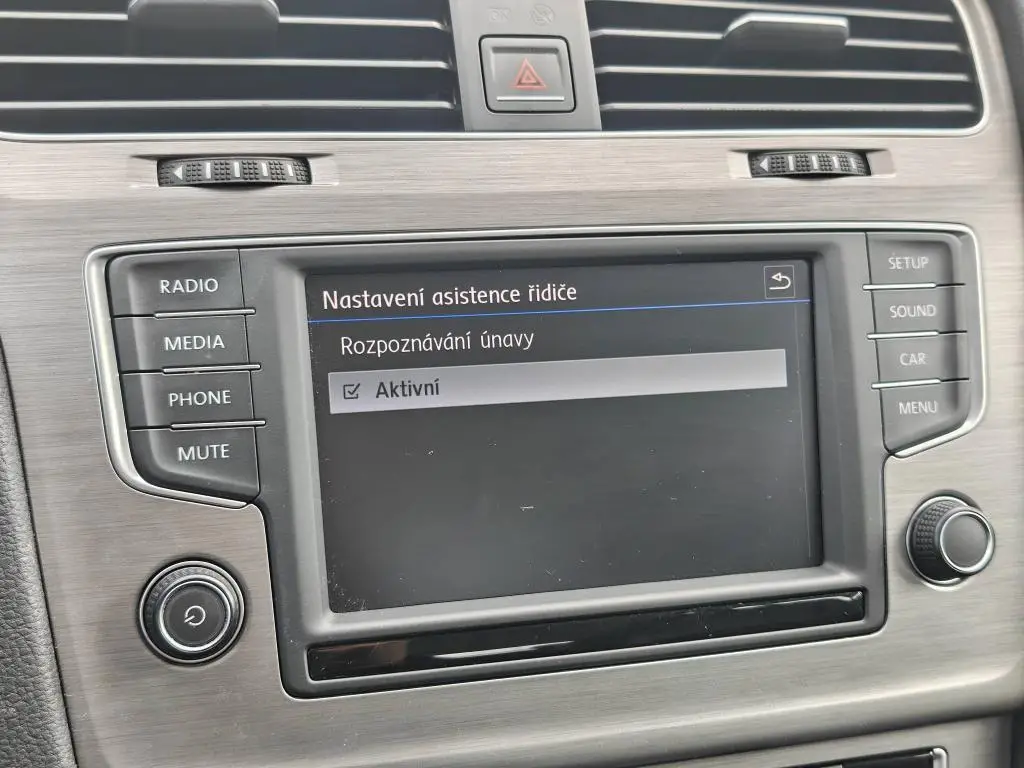 RADIO
MEDIA
PHONE
MUTE
Nastavení asistence řidiče
Rozpoznávání únavy
Aktivní
SETUP
SOUND
CAR
MENU